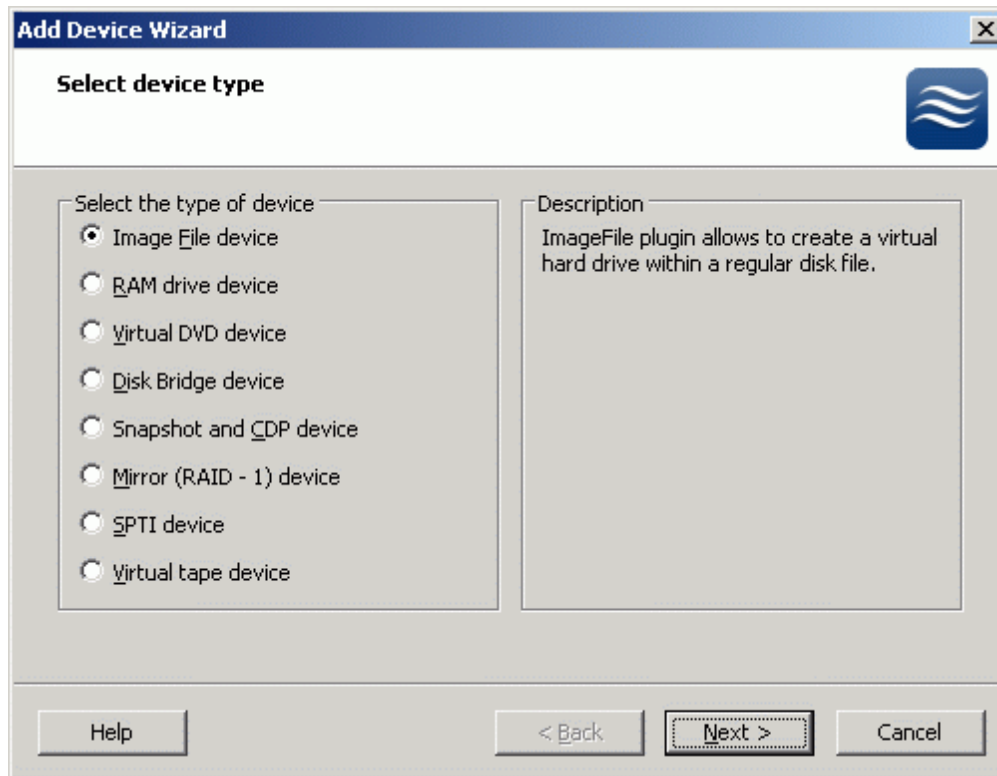 Add Device Wizard
Select device type
Select the type of device
Image File device
RAM drive device
Virtual DVD device
Disk Bridge device
Snapshot and CDP device
Mirror (RAID - 1) device
SPTI device
Virtual tape device
Description
ImageFile plugin allows to create a virtual
hard drive within a regular disk file.
Help
< Back
Next >
Cancel